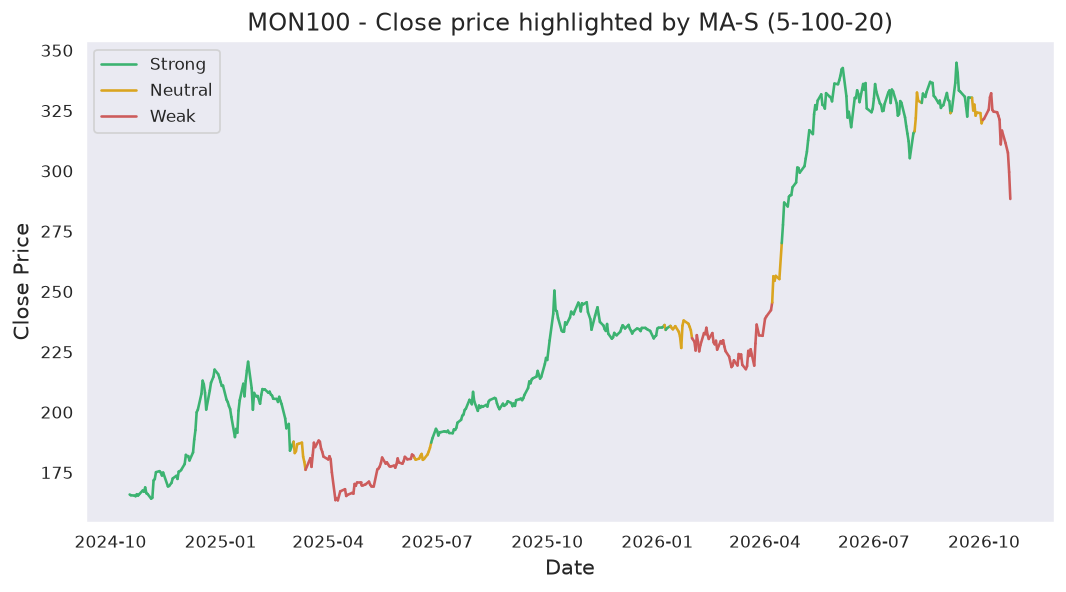 MON100 - Close price highlighted by MA-S (5-100-20)
Strong
Neutral
Weak
350
325
300
275
250
225
200
175
Close Price
2024-10 2025-01 2025-04 2025-07 2025-10 2026-01 2026-04 2026-07 2026-10
Date